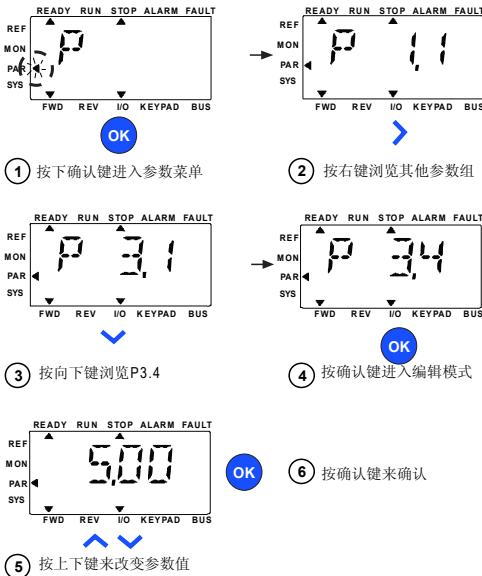 READY RUN STOP ALARM FAULT
REF
MON
PAR
SYS
P
FWD REV I/O KEYPAD BUS
OK
1 按下确认键进入参数菜单
READY RUN STOP ALARM FAULT
REF
MON
PAR
SYS
P 1,1
FWD REV I/O KEYPAD BUS
2 按右键浏览其他参数组
READY RUN STOP ALARM FAULT
REF
MON
PAR
SYS
P 3,1
FWD REV I/O KEYPAD BUS
3 按向下键浏览P3.4
READY RUN STOP ALARM FAULT
REF
MON
PAR
SYS
P 3,4
FWD REV I/O KEYPAD BUS
OK
4 按确认键进入编辑模式
READY RUN STOP ALARM FAULT
REF
MON
PAR
SYS
5,00
FWD REV I/O KEYPAD BUS
5 按上下键来改变参数值
OK
6 按确认键来确认